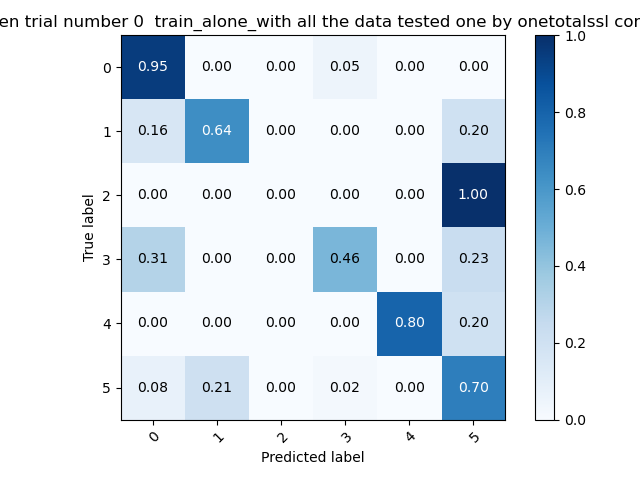 en trial number 0 train_alone_with all the data tested one by onetotalssl con
1.0
0 0.95 0.00 0.00 0.05 0.00 0.00
0.8
1 0.16 0.64 0.00 0.00 0.00 0.20
2 0.00 0.00 0.00 0.00 0.00 1.00
0.6
True label
3 0.31 0.00 0.00 0.46 0.00 0.23
0.4
4 0.00 0.00 0.00 0.00 0.80 0.20
0.2
5 0.08 0.21 0.00 0.02 0.00 0.70
0.0
0 1 2 3 4 5
Predicted label